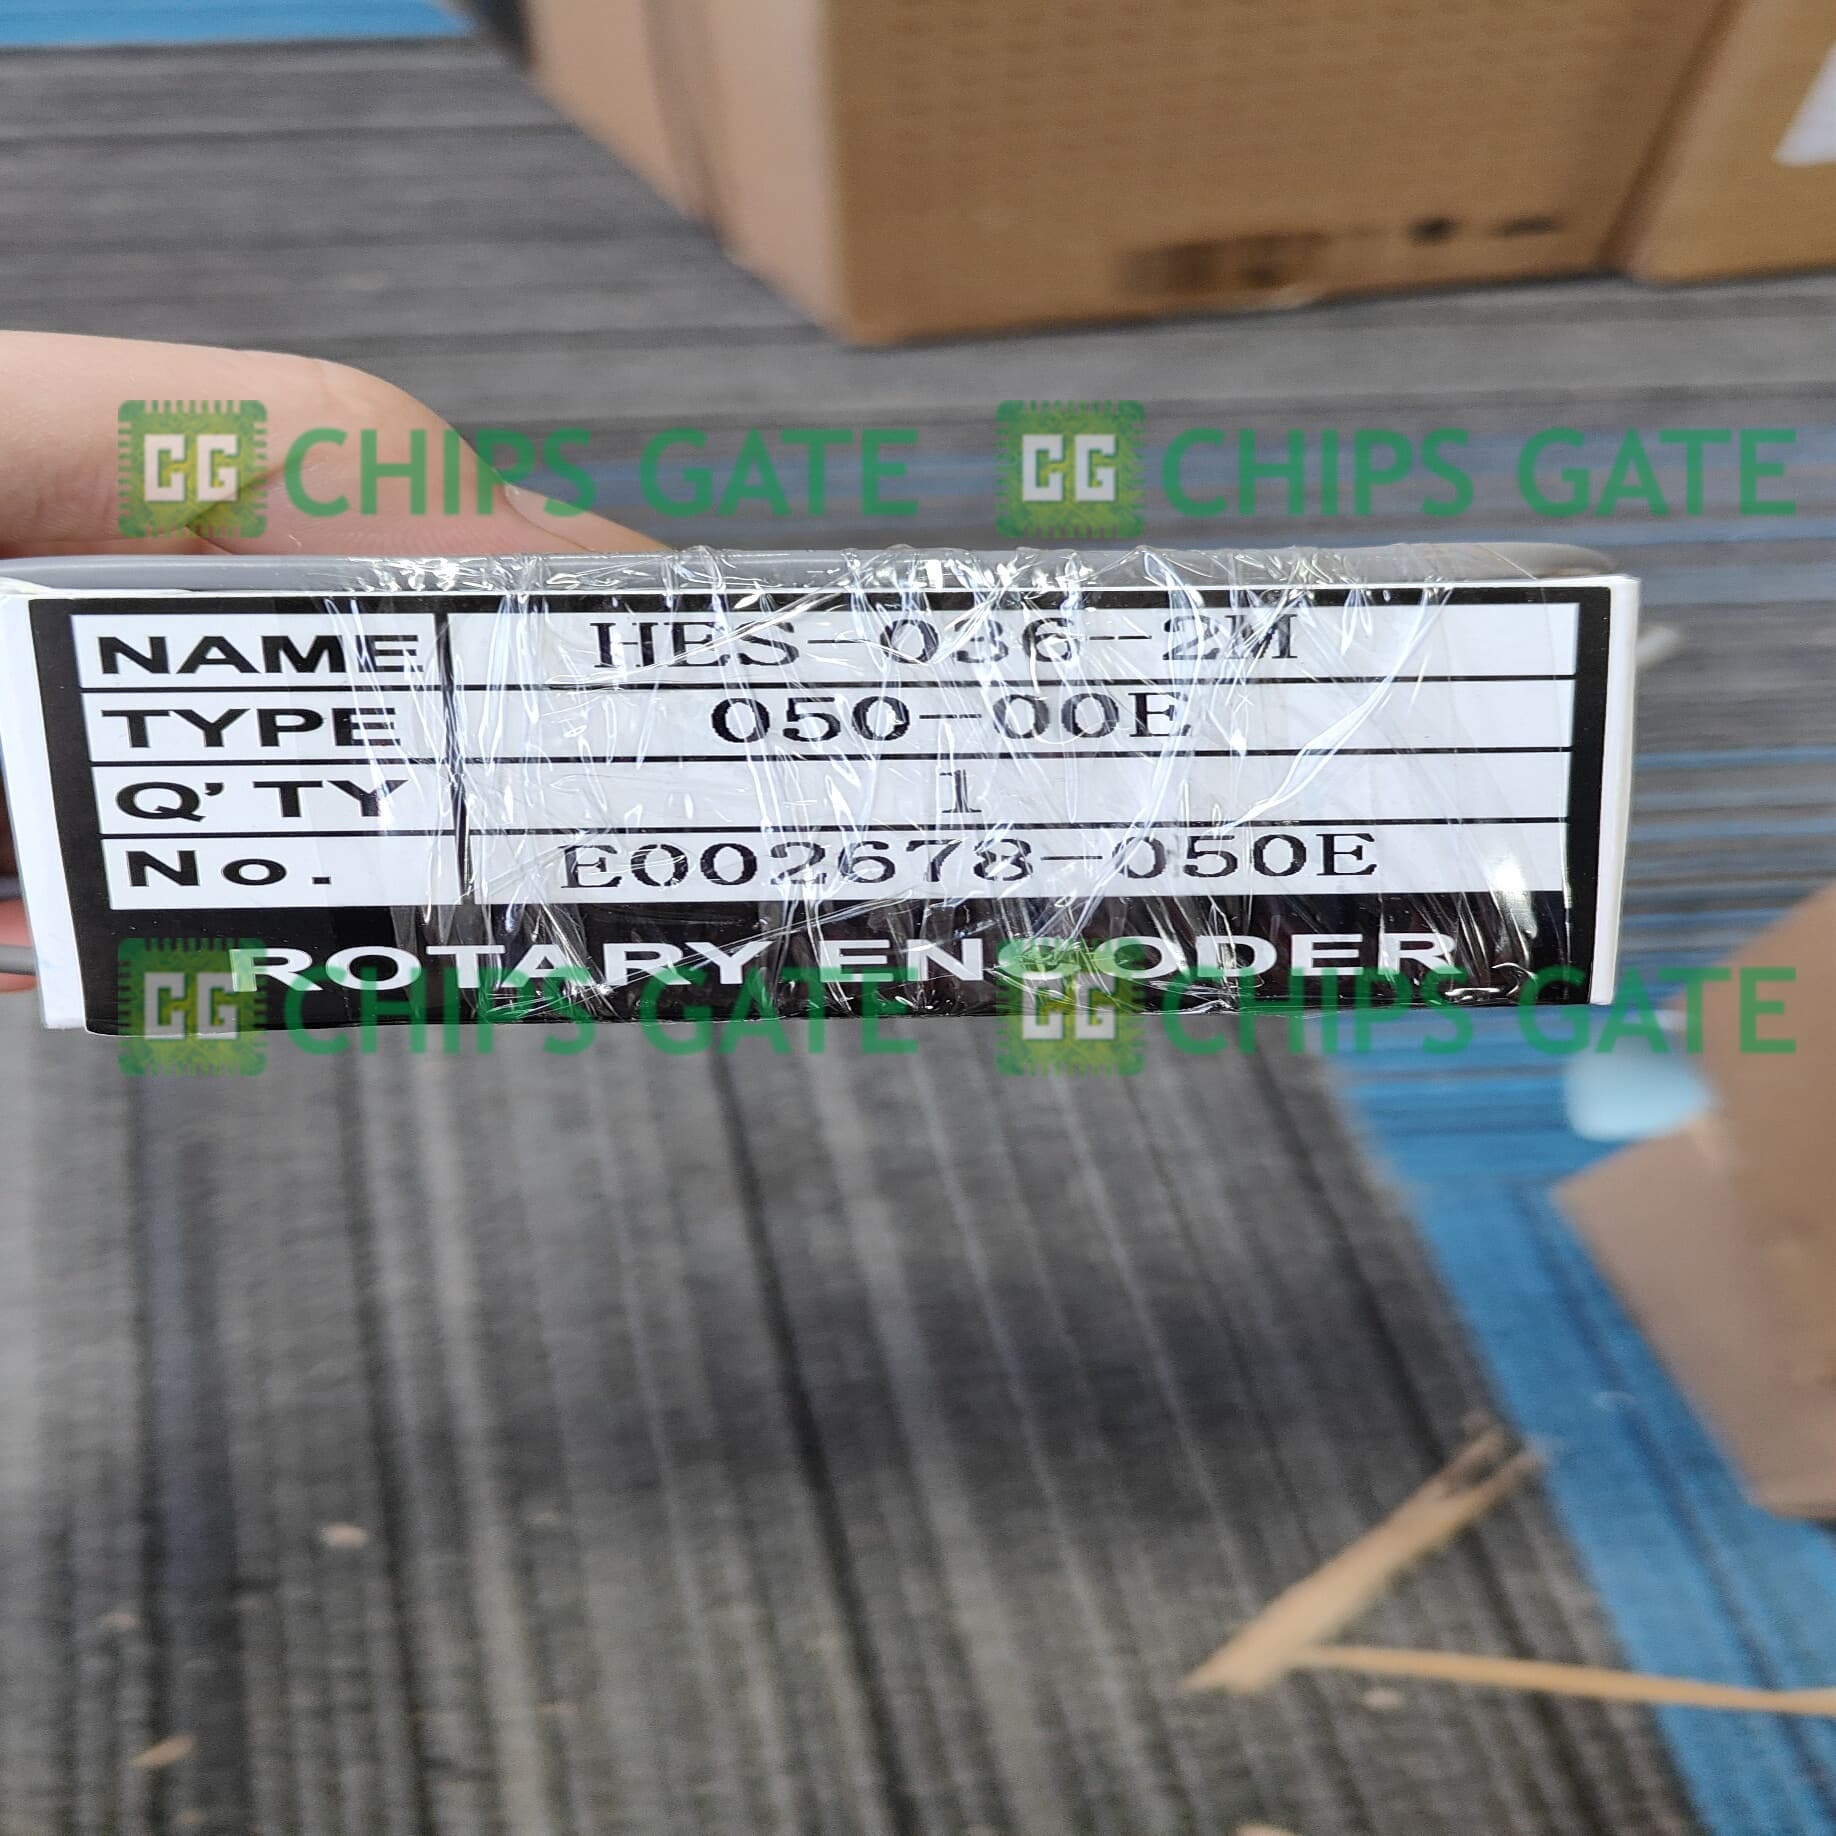 CG CHIPS GATE CG CHIPS GATE
NAME HES-036-2M
TYPE 050-00E
Q'TY 1
No. E002678-050E
ROTARY ENCODER
CG CHIPS GATE CG CHIPS GATE